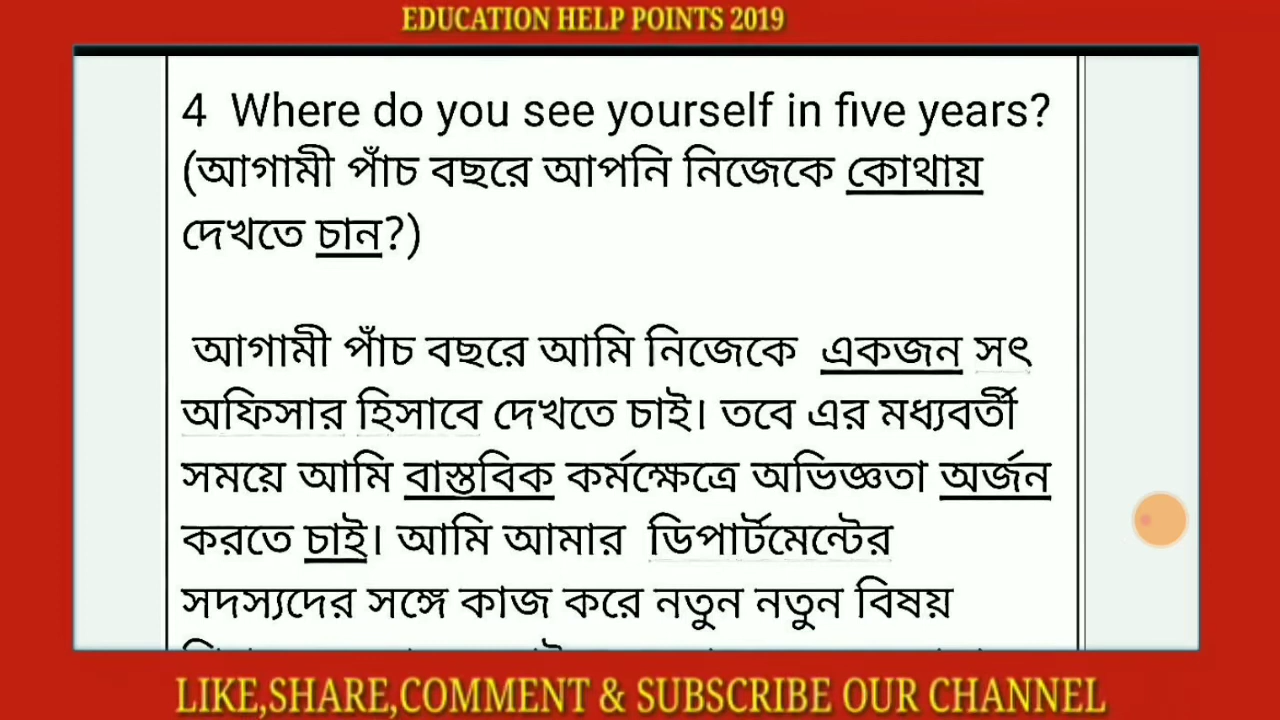 EDUCATION HELP POINTS 2019
4 Where do you see yourself in five years?
(আগামী পাঁচ বছরে আপনি নিজেকে কোথায়
দেখতে চান?)
আগামী পাঁচ বছরে আমি নিজেকে একজন সৎ
অফিসার হিসাবে দেখতে চাই। তবে এর মধ্যবর্তী
সময়ে আমি বাস্তবিক কর্মক্ষেত্রে অভিজ্ঞতা অর্জন
করতে চাই। আমি আমার ডিপার্টমেন্টের
সদস্যদের সঙ্গে কাজ করে নতুন নতুন বিষয়
LIKE,SHARE,COMMENT & SUBSCRIBE OUR CHANNEL